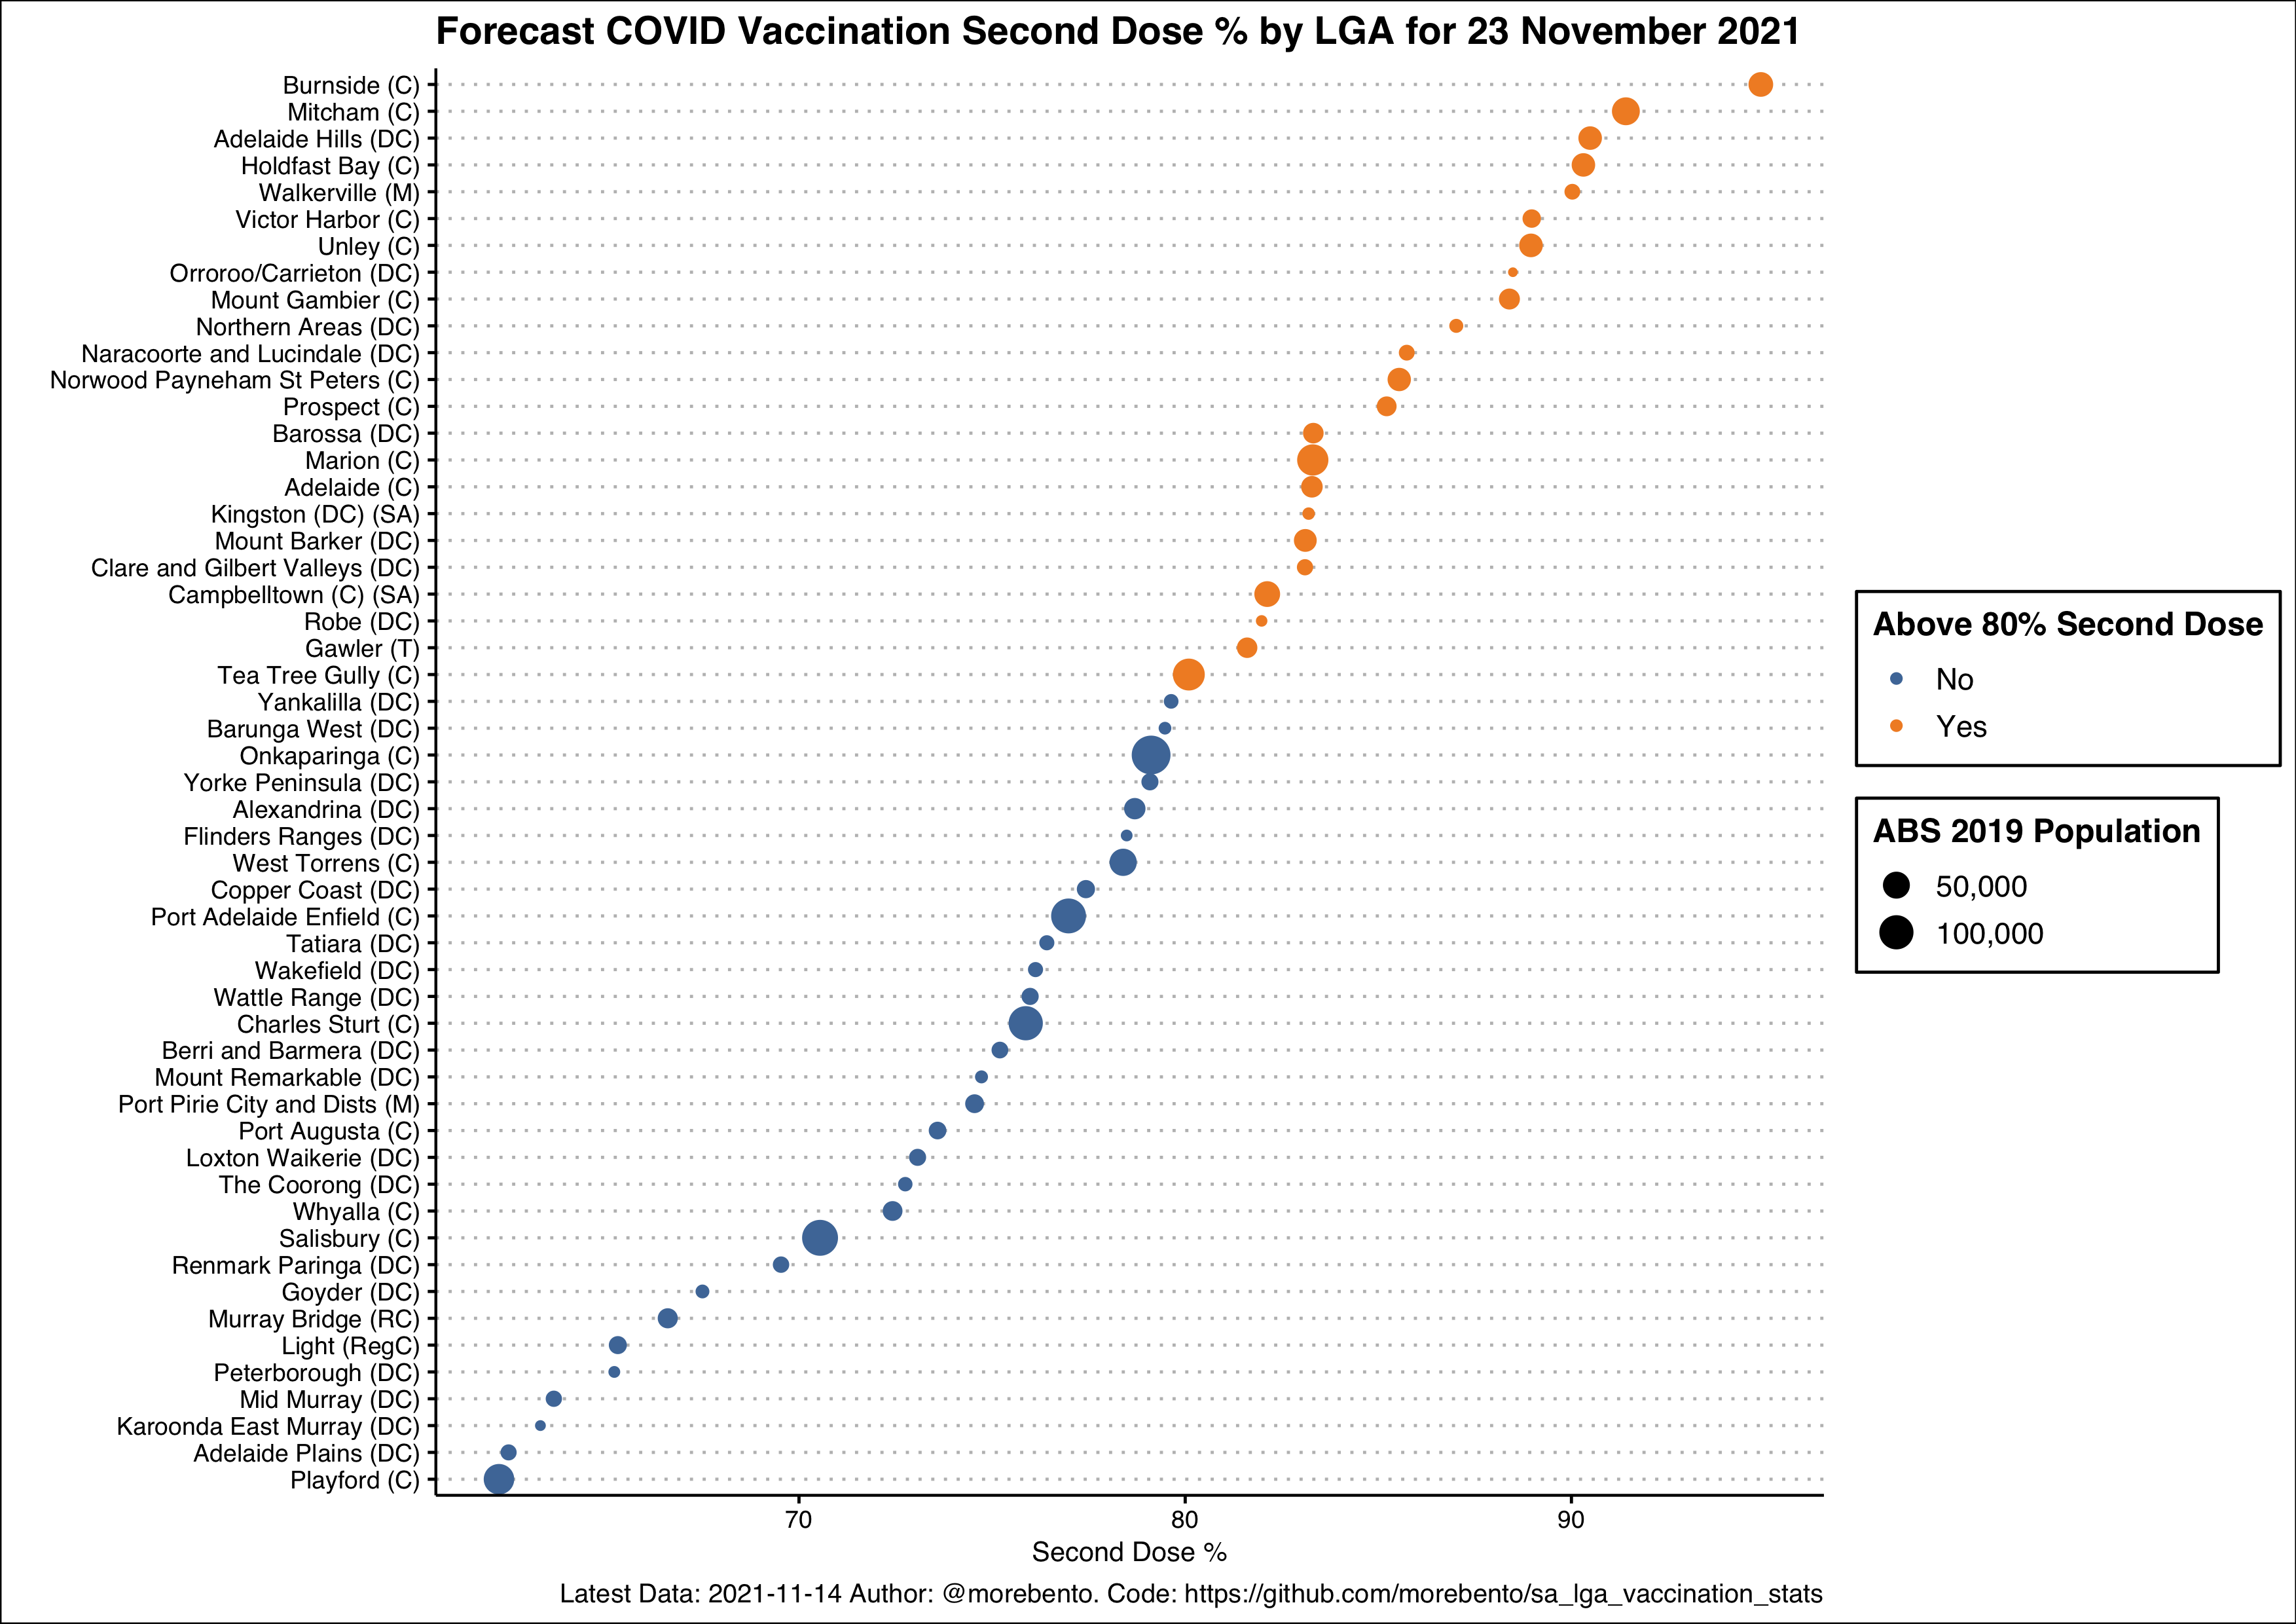 Forecast COVID Vaccination Second Dose % by LGA for 23 November 2021
Burnside (C)
Mitcham (C)
Adelaide Hills (DC)
Holdfast Bay (C)
Walkerville (M)
Victor Harbor (C)
Unley (C)
Orroroo/Carrieton (DC)
Mount Gambier (C)
Northern Areas (DC)
Naracoorte and Lucindale (DC)
Norwood Payneham St Peters (C)
Prospect (C)
Barossa (DC)
Marion (C)
Adelaide (C)
Kingston (DC) (SA)
Mount Barker (DC)
Clare and Gilbert Valleys (DC)
Campbelltown (C) (SA)
Robe (DC)
Gawler (T)
Tea Tree Gully (C)
Yankalilla (DC)
Barunga West (DC)
Onkaparinga (C)
Yorke Peninsula (DC)
Alexandrina (DC)
Flinders Ranges (DC)
West Torrens (C)
Copper Coast (DC)
Port Adelaide Enfield (C)
Tatiara (DC)
Wakefield (DC)
Wattle Range (DC)
Charles Sturt (C)
Berri and Barmera (DC)
Mount Remarkable (DC)
Port Pirie City and Dists (M)
Port Augusta (C)
Loxton Waikerie (DC)
The Coorong (DC)
Whyalla (C)
Salisbury (C)
Renmark Paringa (DC)
Goyder (DC)
Murray Bridge (RC)
Light (RegC)
Peterborough (DC)
Mid Murray (DC)
Karoonda East Murray (DC)
Adelaide Plains (DC)
Playford (C)
70 80 90
Second Dose %
Above 80% Second Dose
No
Yes
ABS 2019 Population
50,000
100,000
Latest Data: 2021-11-14 Author: @morebento. Code: https://github.com/morebento/sa_lga_vaccination_stats